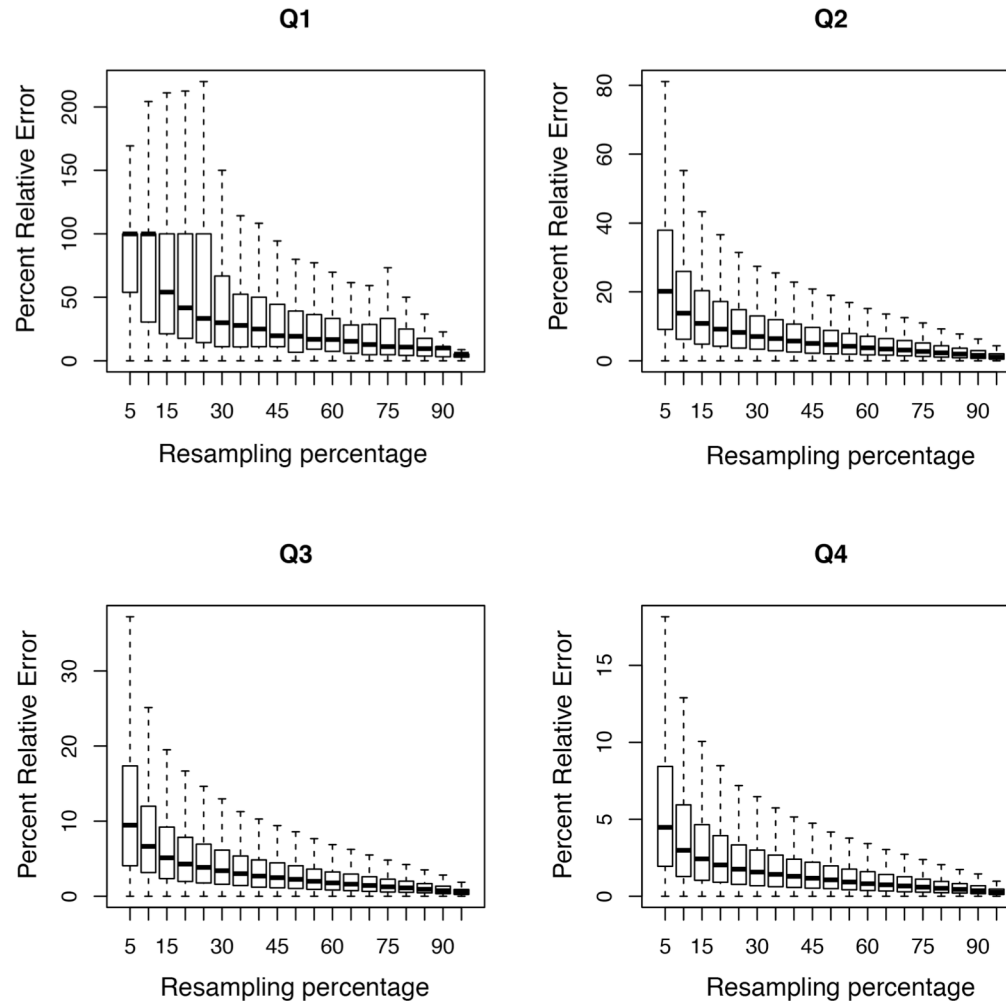 Q1
Percent Relative Error
0 50 100 150 200
5 15 30 45 60 75 90
Resampling percentage
Q2
Percent Relative Error
0 20 40 60 80
5 15 30 45 60 75 90
Resampling percentage
Q3
Percent Relative Error
0 10 20 30
5 15 30 45 60 75 90
Resampling percentage
Q4
Percent Relative Error
0 5 10 15
5 15 30 45 60 75 90
Resampling percentage